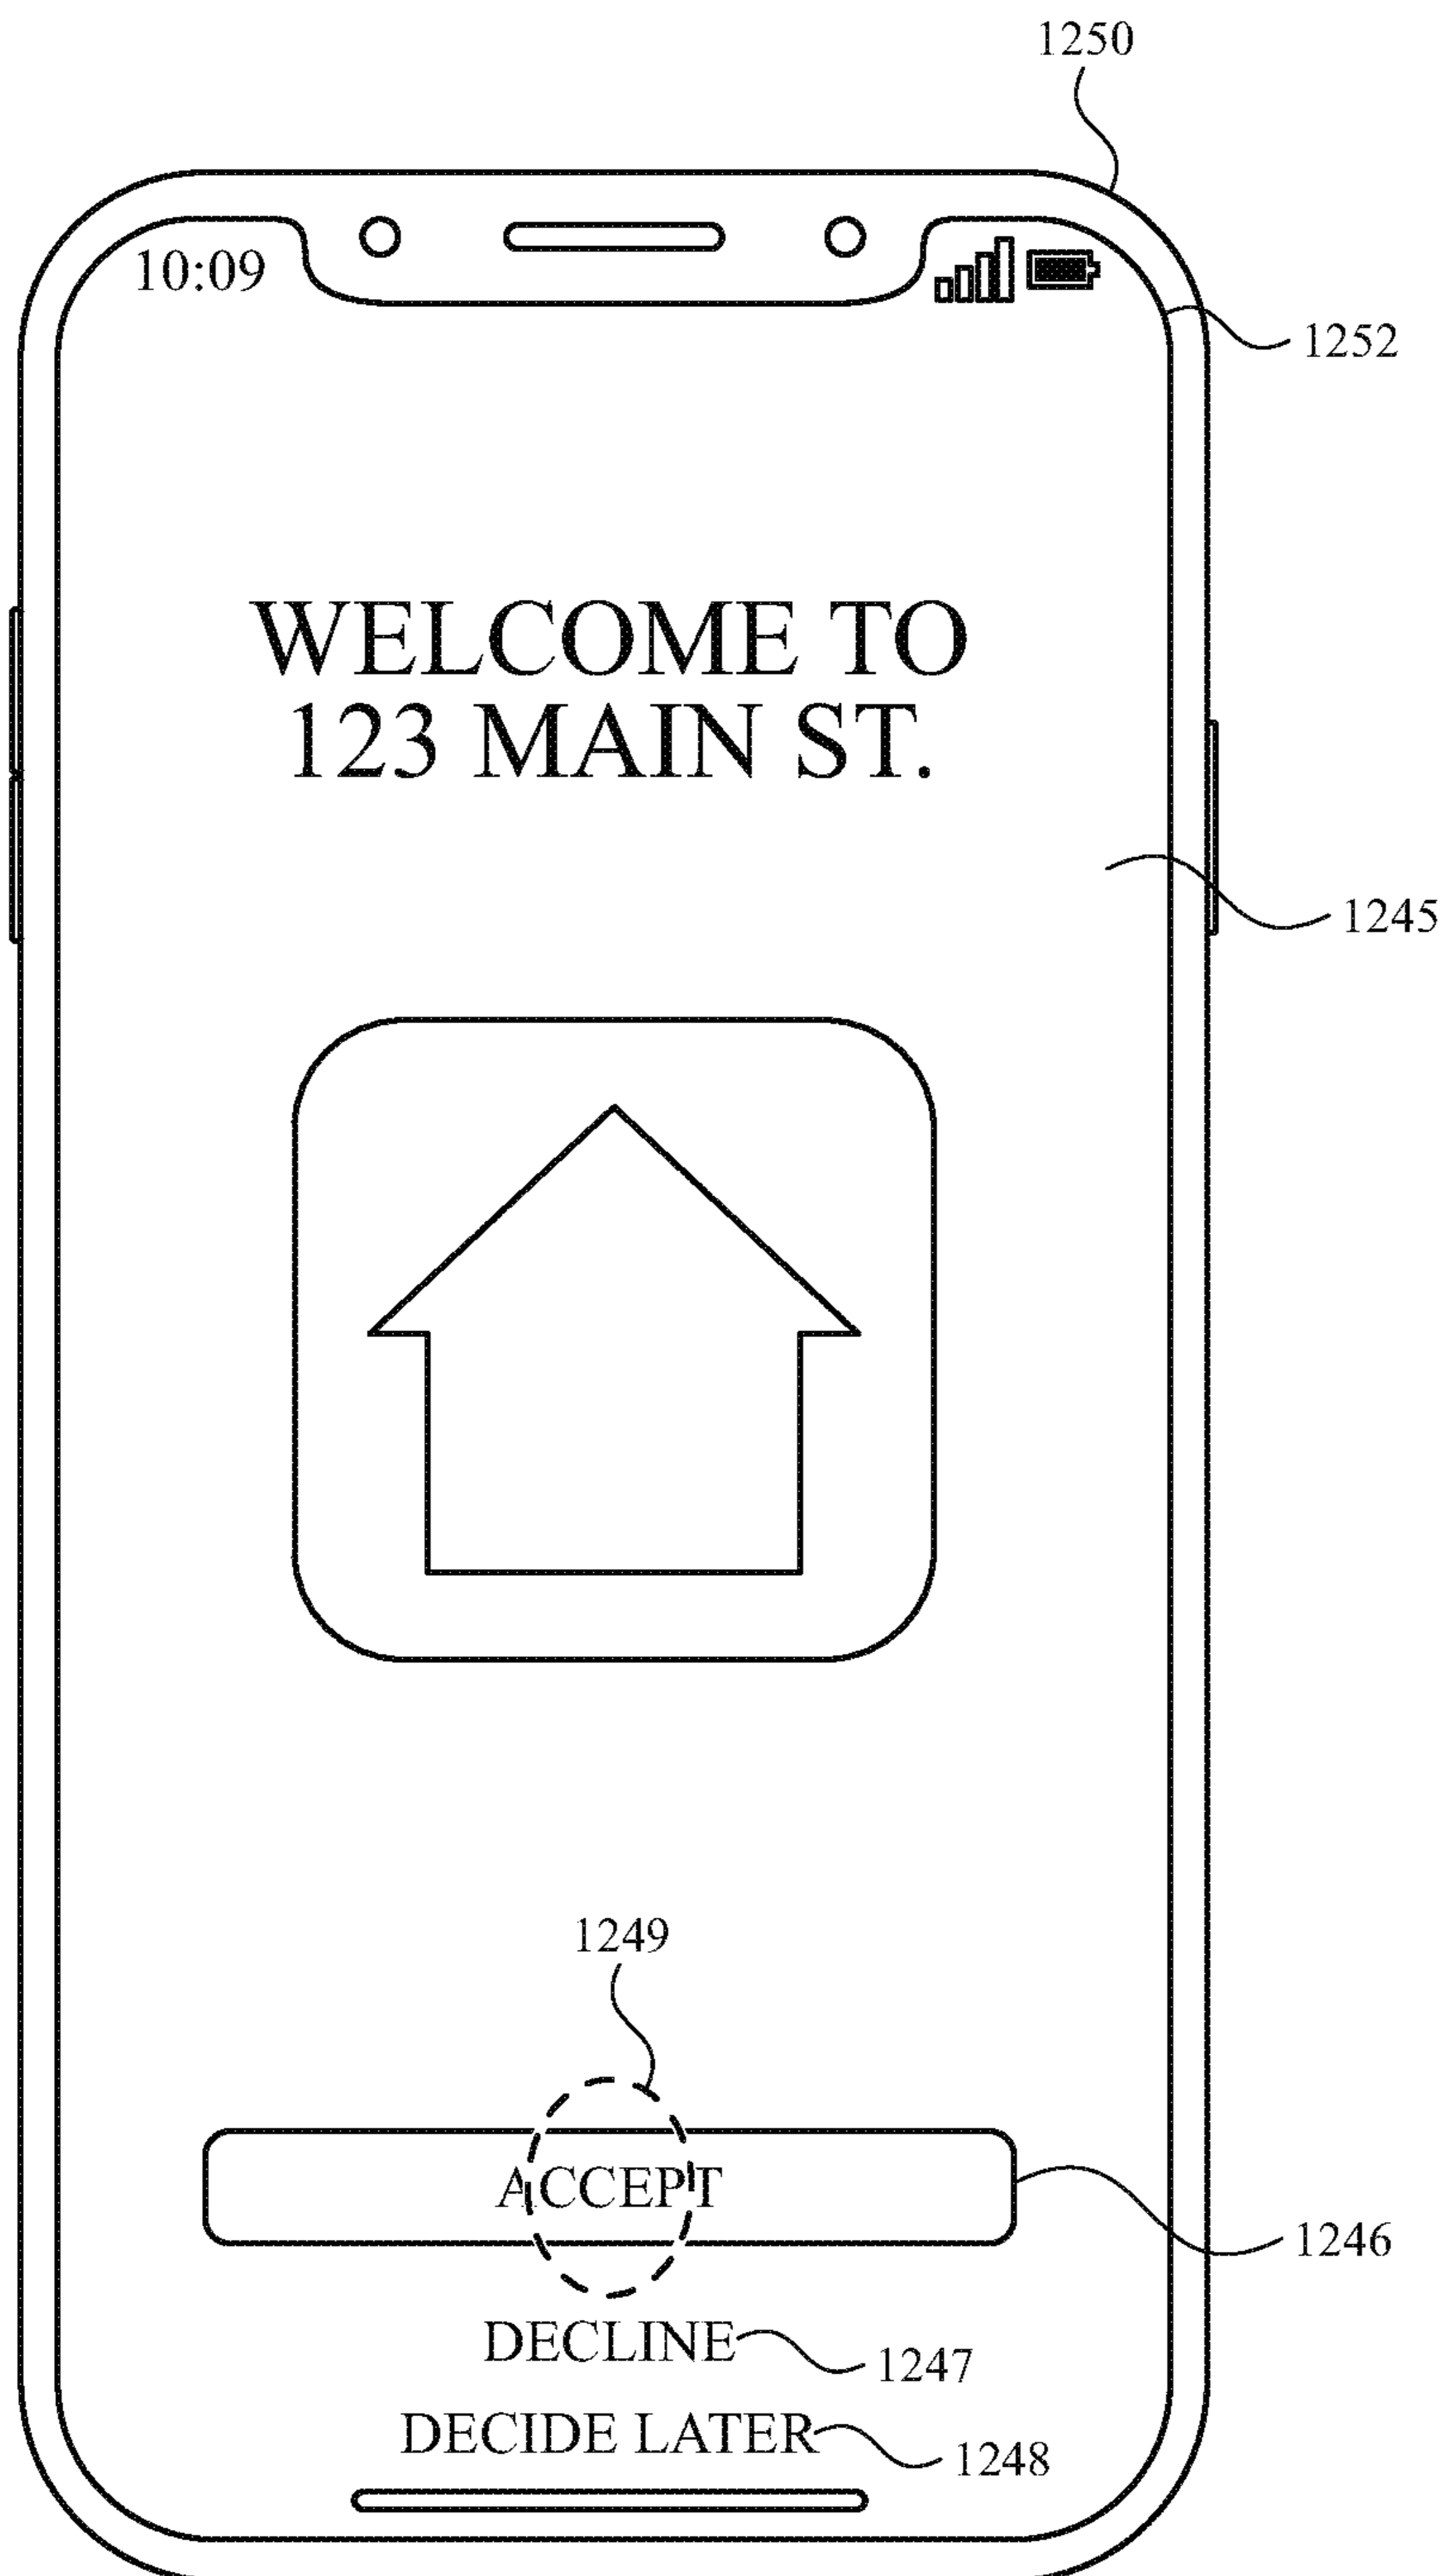 1250
10:09
1252
WELCOME TO
123 MAIN ST.
1245
1249
ACCEPT
1246
DECLINE
1247
DECIDE LATER
1248